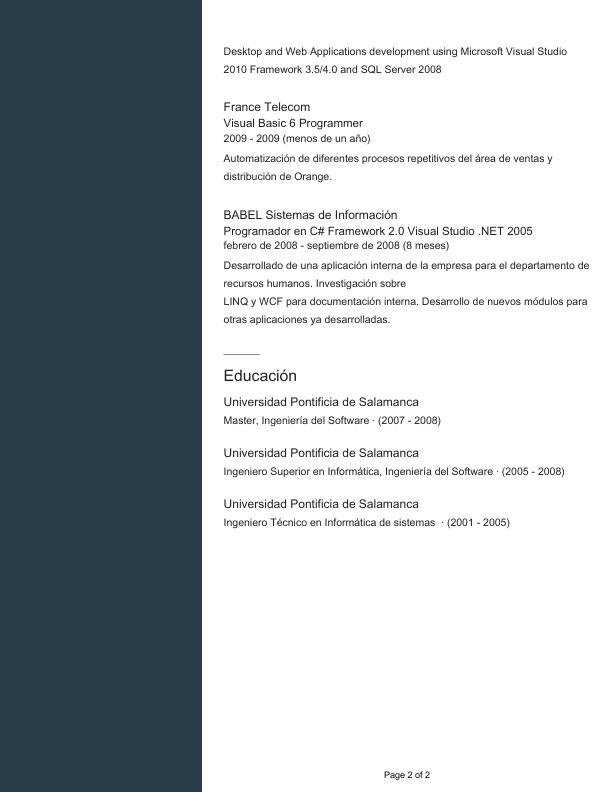 Desktop and Web Applications development using Microsoft Visual Studio
2010 Framework 3.5/4.0 and SQL Server 2008
France Telecom
Visual Basic 6 Programmer
2009 - 2009 (menos de un año)
Automatización de diferentes procesos repetitivos del área de ventas y
distribución de Orange.
BABEL Sistemas de Información
Programador en C# Framework 2.0 Visual Studio .NET 2005
febrero de 2008 - septiembre de 2008 (8 meses)
Desarrollado de una aplicación interna de la empresa para el departamento de
recursos humanos. Investigación sobre
LINQ y WCF para documentación interna. Desarrollo de nuevos módulos para
otras aplicaciones ya desarrolladas.
Educación
Universidad Pontificia de Salamanca
Master, Ingeniería del Software · (2007 - 2008)
Universidad Pontificia de Salamanca
Ingeniero Superior en Informática, Ingeniería del Software · (2005 - 2008)
Universidad Pontificia de Salamanca
Ingeniero Técnico en Informática de sistemas  · (2001 - 2005)
Page 2 of 2